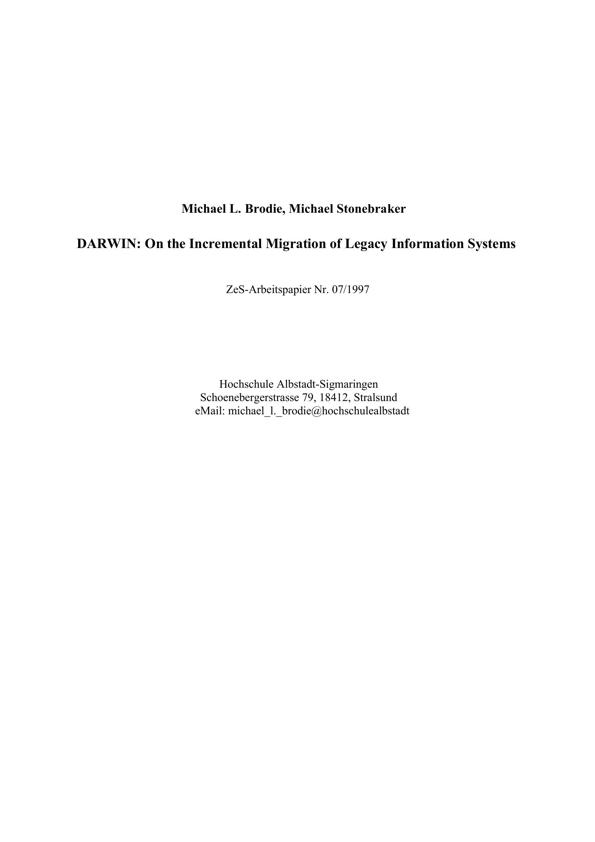 Michael L. Brodie, Michael Stonebraker
DARWIN: On the Incremental Migration of Legacy Information Systems
ZeS-Arbeitspapier Nr. 07/1997
Hochschule Albstadt-Sigmaringen
Schoenebergerstrasse 79, 18412, Stralsund
eMail: michael_l._brodie@hochschulealbstadt